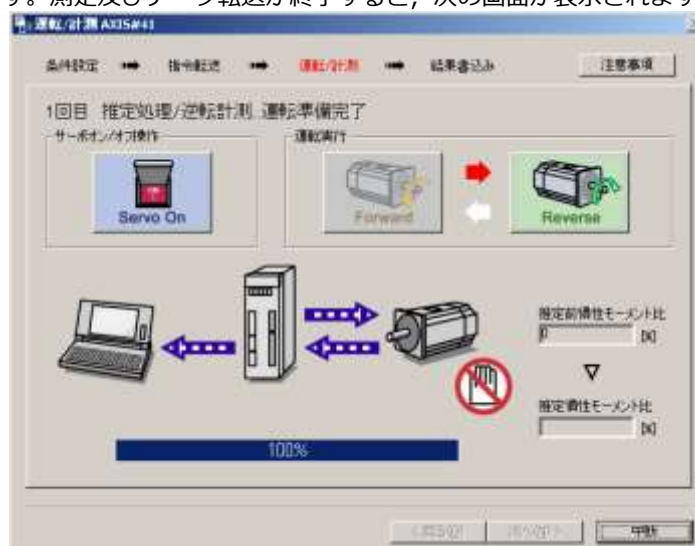 す。測定及びデータ転送が終了すると，次の画面が表示されます
運転/計測 AXIS#41
条件設定 ➡ 指令転送 ➡ 運転/計測 ➡ 結果書込み 注意事項
1回目 推定処理/逆転計測 運転準備完了
サーボオン/オフ操作 運転実行
Servo On Forward Reverse
推定前慣性モーメント比
0 [%]
▽
推定慣性モーメント比
[%]
100%
中断